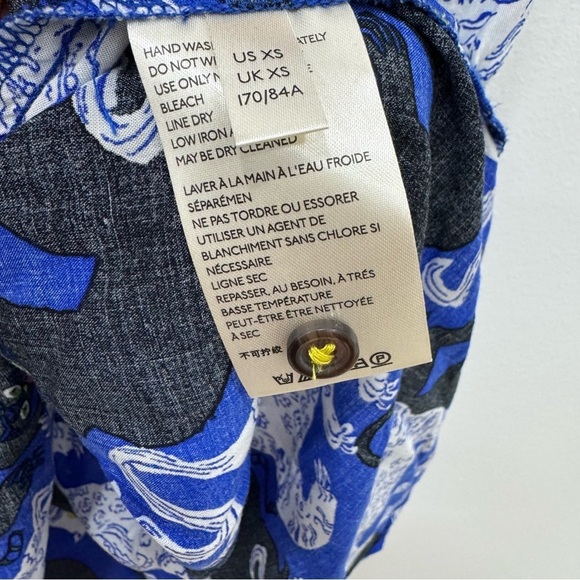 HAND WAS
DO NOT W
USE ONLY
BLEACH
LINE DRY
LOW IRON
MAY BE DRY CLEANED
US XS
UK XS
170/84A
LAVER À LA MAIN À L'EAU FROIDE
SÉPARÉMEN
NE PAS TORDRE OU ESSORER
UTILISER UN AGENT DE
BLANCHIMENT SANS CHLORE SI
NÉCESSAIRE
LIGNE SEC
REPASSER, AU BESOIN, À TRÉS
BASSE TEMPÉRATURE
PEUT-ÊTRE ÊTRE NETTOYÉE
À SEC
不可拧绞
P